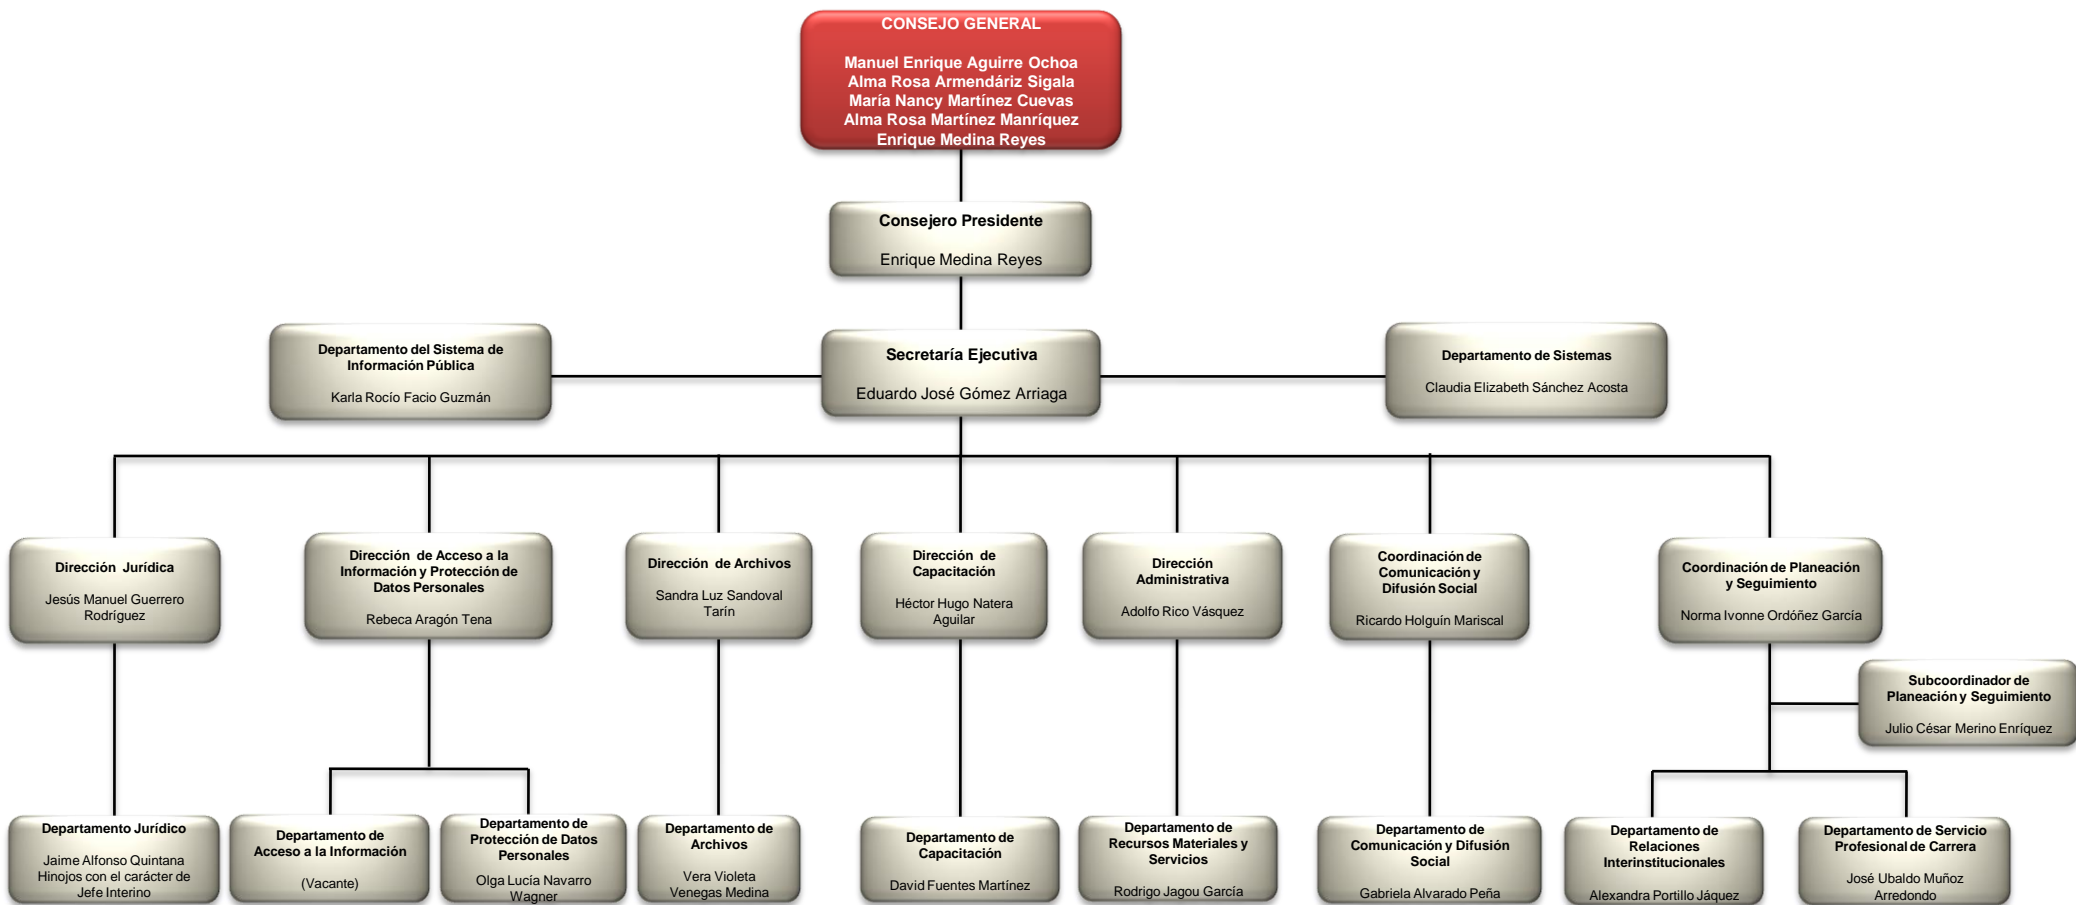 CONSEJO GENERAL
Manuel Enrique Aguirre Ochoa
Alma Rosa Armendáriz Sigala
María Nancy Martínez Cuevas
Alma Rosa Martínez Manríquez
Enrique Medina Reyes
Consejero Presidente
Enrique Medina Reyes
Departamento del Sistema de
Información Pública
Karla Rocío Facio Guzmán
Secretaría Ejecutiva
Eduardo José Gómez Arriaga
Departamento de Sistemas
Claudia Elizabeth Sánchez Acosta
Dirección Jurídica
Jesús Manuel Guerrero
Rodríguez
Dirección de Acceso a la
Información y Protección de
Datos Personales
Rebeca Aragón Tena
Dirección de Archivos
Sandra Luz Sandoval
Tarín
Dirección de
Capacitación
Héctor Hugo Natera
Aguilar
Dirección
Administrativa
Adolfo Rico Vásquez
Coordinación de
Comunicación y
Difusión Social
Ricardo Holguín Mariscal
Coordinación de Planeación
y Seguimiento
Norma Ivonne Ordóñez García
Subcoordinador de
Planeación y Seguimiento
Julio César Merino Enríquez
Departamento Jurídico
Jaime Alfonso Quintana
Hinojos con el carácter de
Jefe Interino
Departamento de
Acceso a la Información
(Vacante)
Departamento de
Protección de Datos
Personales
Olga Lucía Navarro
Wagner
Departamento de
Archivos
Vera Violeta
Venegas Medina
Departamento de
Capacitación
David Fuentes Martínez
Departamento de
Recursos Materiales y
Servicios
Rodrigo Jagou García
Departamento de
Comunicación y Difusión
Social
Gabriela Alvarado Peña
Departamento de
Relaciones
Interinstitucionales
Alexandra Portillo Jáquez
Departamento de Servicio
Profesional de Carrera
José Ubaldo Muñoz
Arredondo